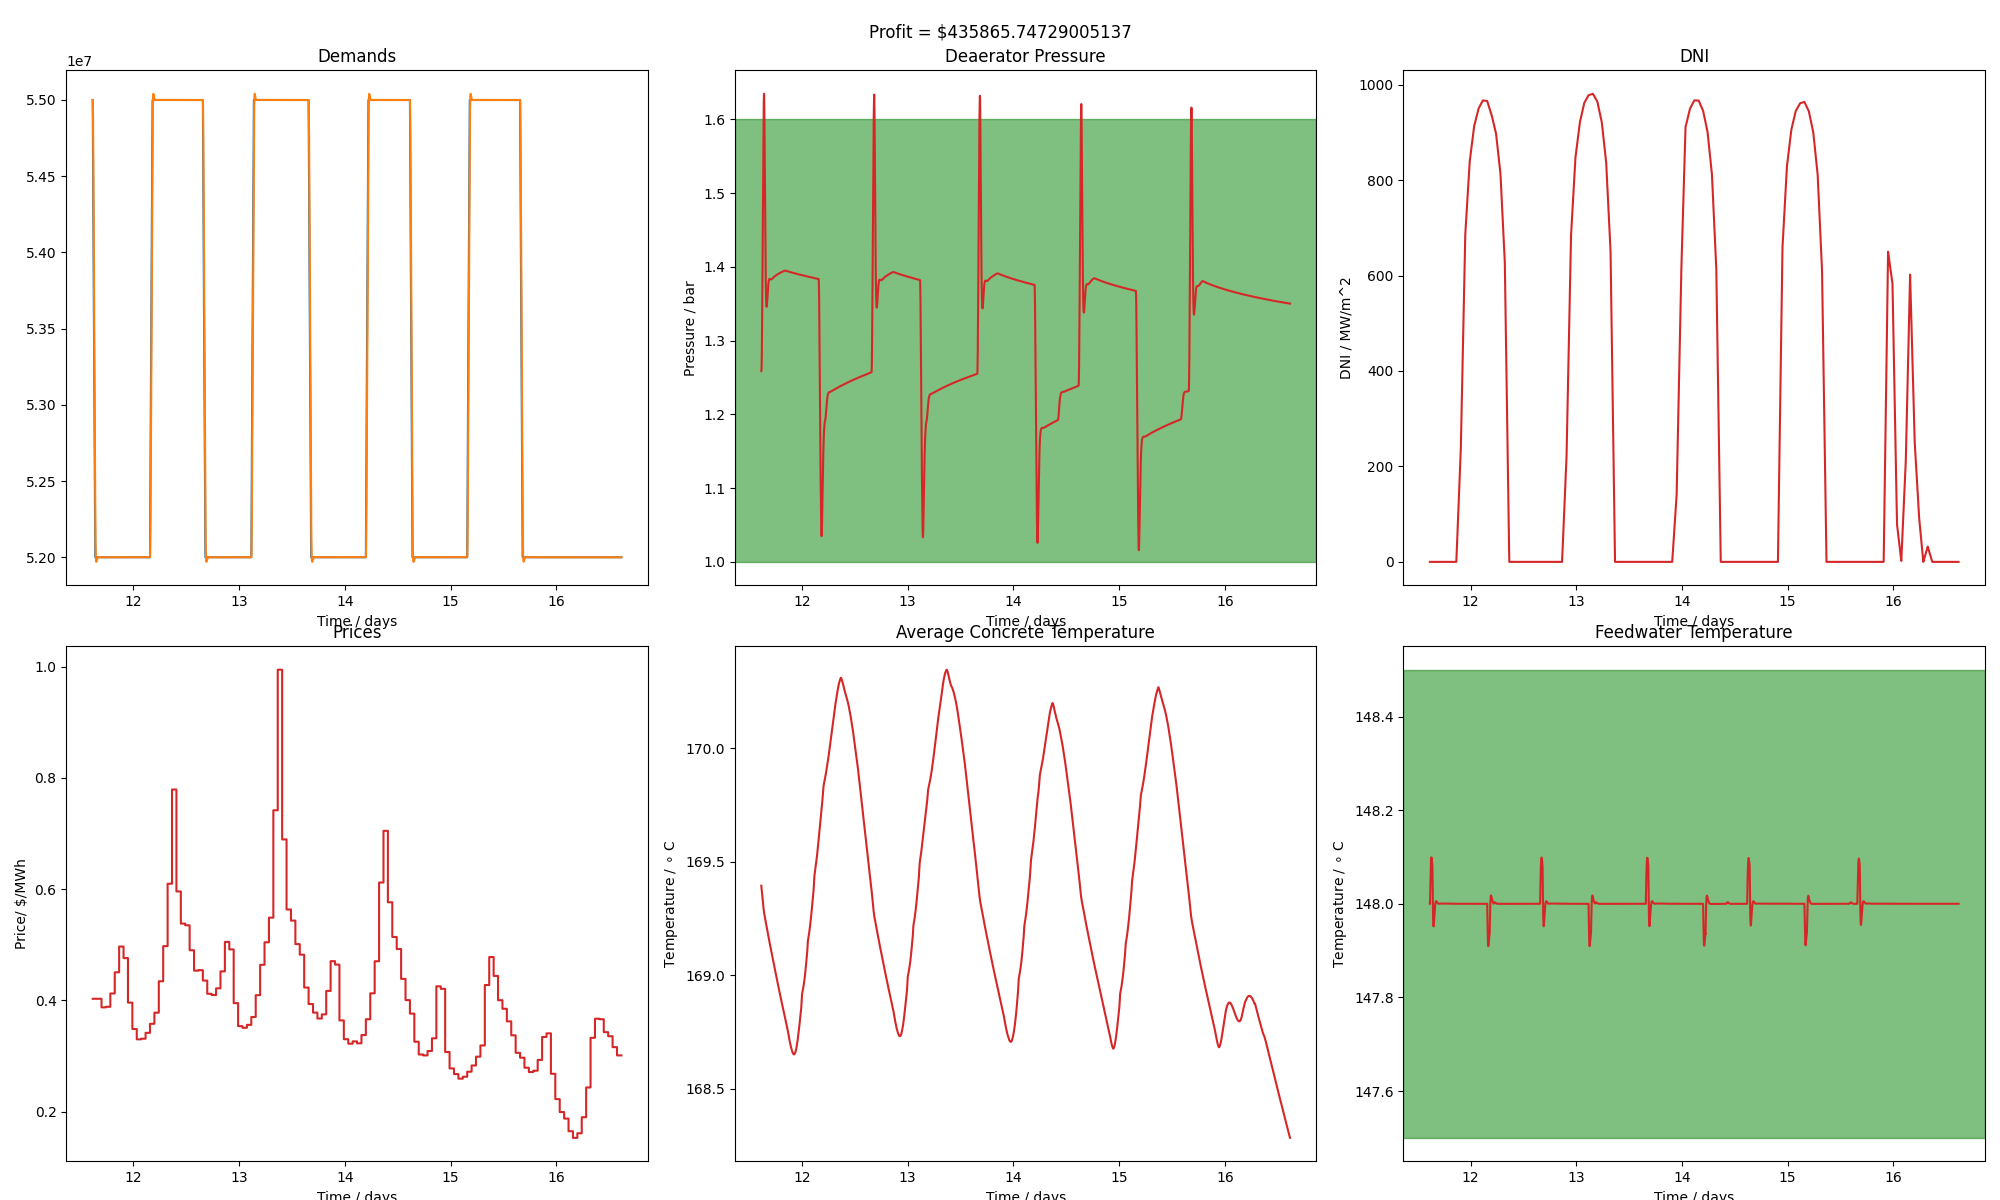 Profit = $435865.74729005137
Demands
1e7
5.50
5.45
5.40
5.35
5.30
5.25
5.20
12 13 14 15 16
Time / days
Deaerator Pressure
Pressure / bar
1.6
1.5
1.4
1.3
1.2
1.1
1.0
12 13 14 15 16
Time / days
DNI
DNI / MW/m^2
1000
800
600
400
200
0
12 13 14 15 16
Time / days
Prices
Price/ $/MWh
1.0
0.8
0.6
0.4
0.2
12 13 14 15 16
Time / days
Average Concrete Temperature
Temperature / ∘ C
170.0
169.5
169.0
168.5
12 13 14 15 16
Time / days
Feedwater Temperature
Temperature / ∘ C
148.4
148.2
148.0
147.8
147.6
12 13 14 15 16
Time / days